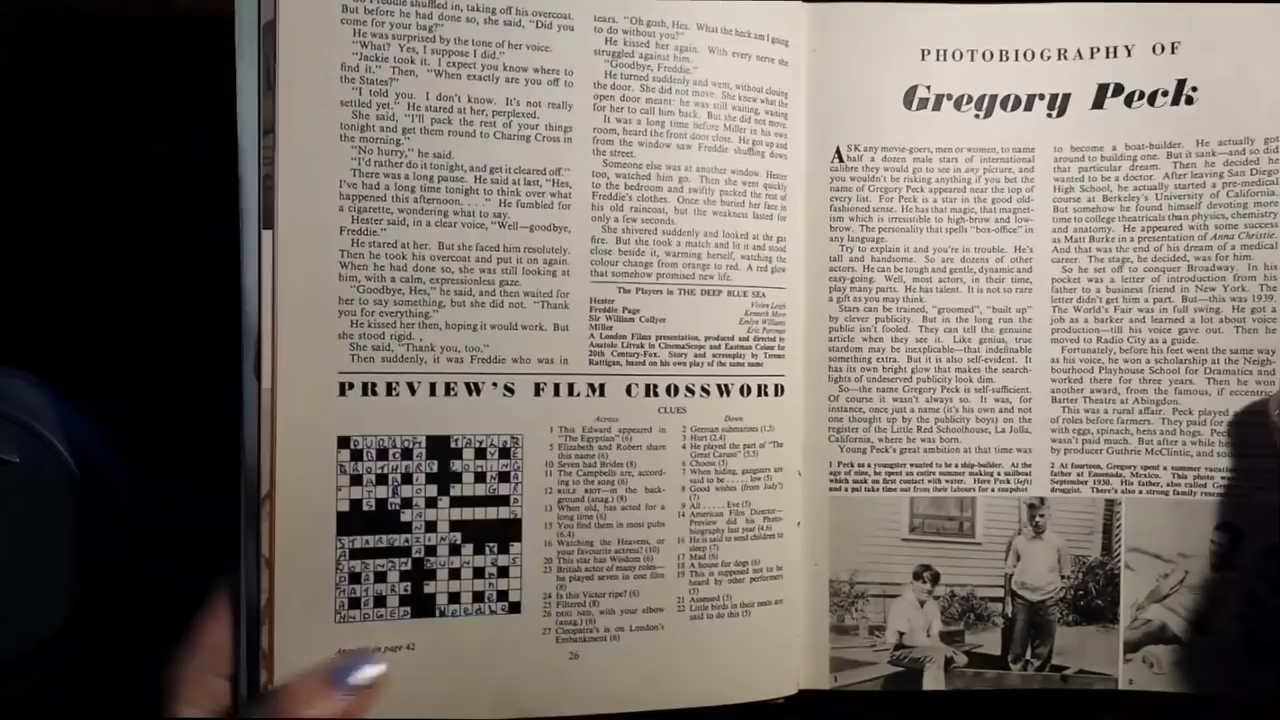 So Freddie shuffled in, taking off his overcoat.
But before he had done so, she said, "Did you
come for your bag?"
He was surprised by the tone of her voice.
"What? Yes, I suppose I did."
"Jackie took it. I expect you know where to
find it." Then, "When exactly are you off to
the States?"
"I told you. I don't know. It's not really
settled yet." He stared at her, perplexed.
She said, "I'll pack the rest of your things
tonight and get them round to Charing Cross in
the morning."
"No hurry," he said.
"I'd rather do it tonight, and get it cleared off."
There was a long pause. He said at last, "Hes,
I've had a long time tonight to think over what
happened this afternoon. . . ." He fumbled for
a cigarette, wondering what to say.
Hester said, in a clear voice, "Well—goodbye,
Freddie."
He stared at her. But she faced him resolutely.
Then he took his overcoat and put it on again.
When he had done so, she was still looking at
him, with a calm, expressionless gaze.
"Goodbye, Hes," he said, and then waited for
her to say something, but she did not. "Thank
you for everything."
He kissed her then, hoping it would work. But
she stood rigid.
She said, "Thank you, too."
Then suddenly, it was Freddie who was in
tears. "Oh gosh, Hes. What the heck am I going
to do without you?"
He kissed her again. With every nerve she
struggled against him.
"Goodbye, Freddie."
He turned suddenly and went, without closing
the door. She did not move. She knew what the
open door meant: he was still waiting, waiting
for her to call him back. But she did not move.
It was a long time before Miller in his own
room, heard the front door close. He got up and
from the window saw Freddie shuffling down
the street.
Someone else was at another window. Hester
too, watched him go. Then she went quickly
to the bedroom and swiftly packed the rest of
Freddie's clothes. Once she buried her face in
his old raincoat, but the weakness lasted for
only a few seconds.
She shivered suddenly and looked at the gas
fire. But she took a match and lit it and stood
close beside it, warming herself, watching the
colour change from orange to red. A red glow
that somehow promised new life.
The Players in THE DEEP BLUE SEA
Hester Vivien Leigh
Freddie Page Kenneth More
Sir William Collyer Emlyn Williams
Miller Eric Portman
A London Films presentation, produced and directed by
Anatole Litvak in CinemaScope and Eastman Colour for
20th Century-Fox. Story and screenplay by Terence
Rattigan, based on his own play of the same name
PREVIEW'S FILM CROSSWORD
CLUES
Across
1 This Edward appeared in
"The Egyptian" (6)
5 Elizabeth and Robert share
this name (6)
10 Seven had Brides (8)
11 The Campbells are, accord-
ing to the song (6)
12 RULE RIOT—in the back-
ground (anag.) (8)
13 When old, has acted for a
long time (6)
15 You find them in most pubs
(6,4)
16 Watching the Heavens, or
your favourite actress? (10)
20 This star has Wisdom (6)
23 British actor of many roles—
he played seven in one film
(8)
24 Is this Victor ripe? (6)
25 Filtered (8)
26 DUG NED, with your elbow
(anag.) (6)
27 Cleopatra's is on London's
Embankment (6)
Down
2 German submarines (1,5)
3 Hurt (2,4)
4 He played the part of "The
Great Caruso" (5,5)
6 Choose (5)
7 When hiding, gangsters are
said to be ..... low (5)
8 Good wishes (from Judy?)
(7)
9 All ..... Eve (5)
14 American Film Director—
Preview did his Photo-
biography last year (4,6)
16 He is said to send children to
sleep (7)
17 Mad (6)
18 A house for dogs (6)
19 This is supposed not to be
heard by other performers
(5)
21 Assessed (5)
22 Little birds in their nests are
said to do this (5)
TAYLOR
BROTHERS COMING
STARGAZING
NORMAN GUINNESS
MATURE
NUDGED Needle
on page 42
26
PHOTOBIOGRAPHY OF
Gregory Peck
ASK any movie-goers, men or women, to name
half a dozen male stars of international
calibre they would go to see in any picture, and
you wouldn't be risking anything if you bet the
name of Gregory Peck appeared near the top of
every list. For Peck is a star in the good old-
fashioned sense. He has that magic, that magnet-
ism which is irresistible to high-brow and low-
brow. The personality that spells "box-office" in
any language.
Try to explain it and you're in trouble. He's
tall and handsome. So are dozens of other
actors. He can be tough and gentle, dynamic and
easy-going. Well, most actors, in their time,
play many parts. He has talent. It is not so rare
a gift as you may think.
Stars can be trained, "groomed", "built up"
by clever publicity. But in the long run the
public isn't fooled. They can tell the genuine
article when they see it. Like genius, true
stardom may be inexplicable—that indefinable
something extra. But it is also self-evident. It
has its own bright glow that makes the search-
lights of undeserved publicity look dim.
So—the name Gregory Peck is self-sufficient.
Of course it wasn't always so. It was, for
instance, once just a name (it's his own and not
one thought up by the publicity boys) on the
register of the Little Red Schoolhouse, La Jolla,
California, where he was born.
Young Peck's great ambition at that time was
to become a boat-builder. He actually got
around to building one. But it sank—and so did
that particular dream. Then he decided he
wanted to be a doctor. After leaving San Diego
High School, he actually started a pre-medical
course at Berkeley's University of California.
But somehow he found himself devoting more
time to college theatricals than physics, chemistry
and anatomy. He appeared with some success
as Matt Burke in a presentation of Anna Christie.
And that was the end of his dream of a medical
career. The stage, he decided, was for him.
So he set off to conquer Broadway. In his
pocket was a letter of introduction from his
father to a business friend in New York. The
letter didn't get him a part. But—this was 1939.
The World's Fair was in full swing. He got a
job as a barker and learned a lot about voice
production—till his voice gave out. Then he
moved to Radio City as a guide.
Fortunately, before his feet went the same way
as his voice, he won a scholarship at the Neigh-
bourhood Playhouse School for Dramatics and
worked there for three years. Then he won
another award, from the famous, if eccentric
Barter Theatre at Abingdon.
This was a rural affair. Peck played a
of roles before farmers. They paid for
with eggs, spinach, hens and hogs. Peck
wasn't paid much. But after a while he
by producer Guthrie McClintic, and soo
1 Peck as a youngster wanted to be a ship-builder. At the
age of nine, he spent an entire summer making a sailboat
which sank on first contact with water. Here Peck (left)
and a pal take time out from their labours for a snapshot
2 At fourteen, Gregory spent a summer vacatio
father at Ensenada, Mexico. This photo w
September 1930. His father, also called Gre
druggist. There's also a strong family rese
1
2